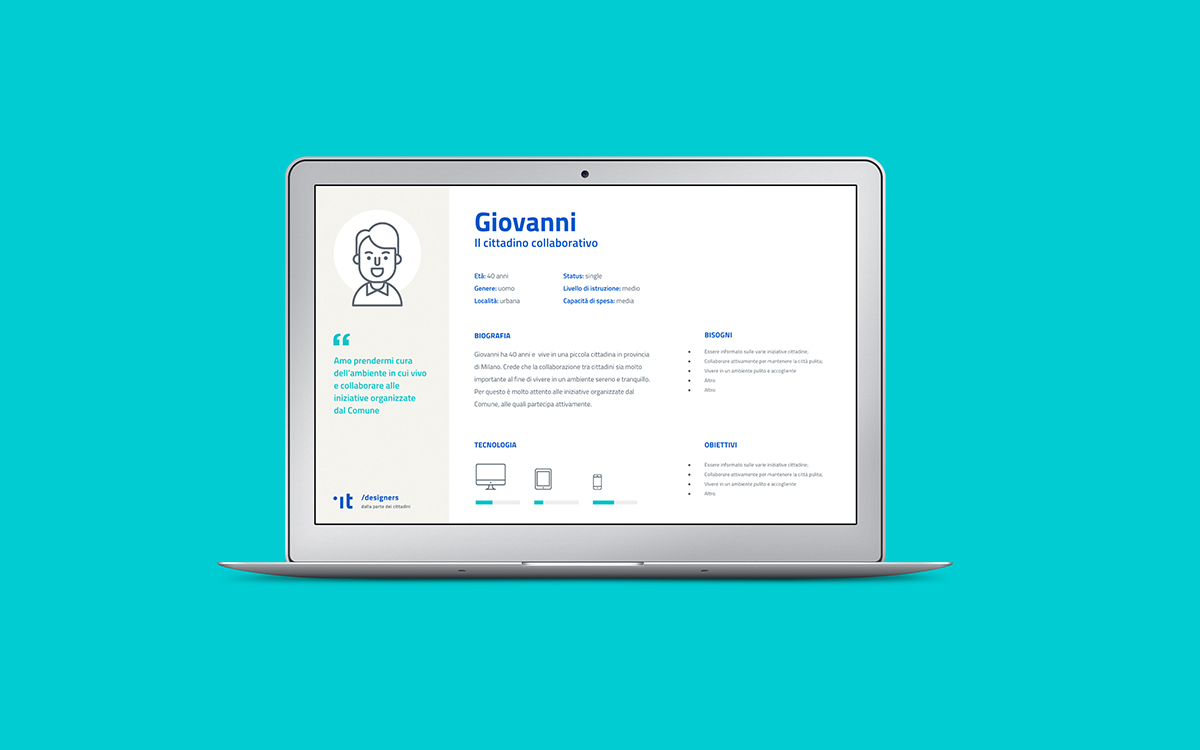 Giovanni
Il cittadino collaborativo
Età: 40 anni
Status: single
Genere: uomo
Livello di istruzione: medio
Località: urbana
Capacità di spesa: media
“
Amo prendermi cura
dell’ambiente in cui vivo
e collaborare alle
iniziative organizzate
dal Comune
BIOGRAFIA
Giovanni ha 40 anni e vive in una piccola cittadina in provincia
di Milano. Crede che la collaborazione tra cittadini sia molto
importante al fine di vivere in un ambiente sereno e tranquillo.
Per questo è molto attento alle iniziative organizzate dal
Comune, alle quali partecipa attivamente.
BISOGNI
• Essere informato sulle varie iniziative cittadine;
• Collaborare attivamente per mantenere la città pulita;
• Vivere in un ambiente pulito e accogliente
• Altro
• Altro
TECNOLOGIA
OBIETTIVI
• Essere informato sulle varie iniziative cittadine;
• Collaborare attivamente per mantenere la città pulita;
• Vivere in un ambiente pulito e accogliente
• Altro
it /designers
dalla parte dei cittadini